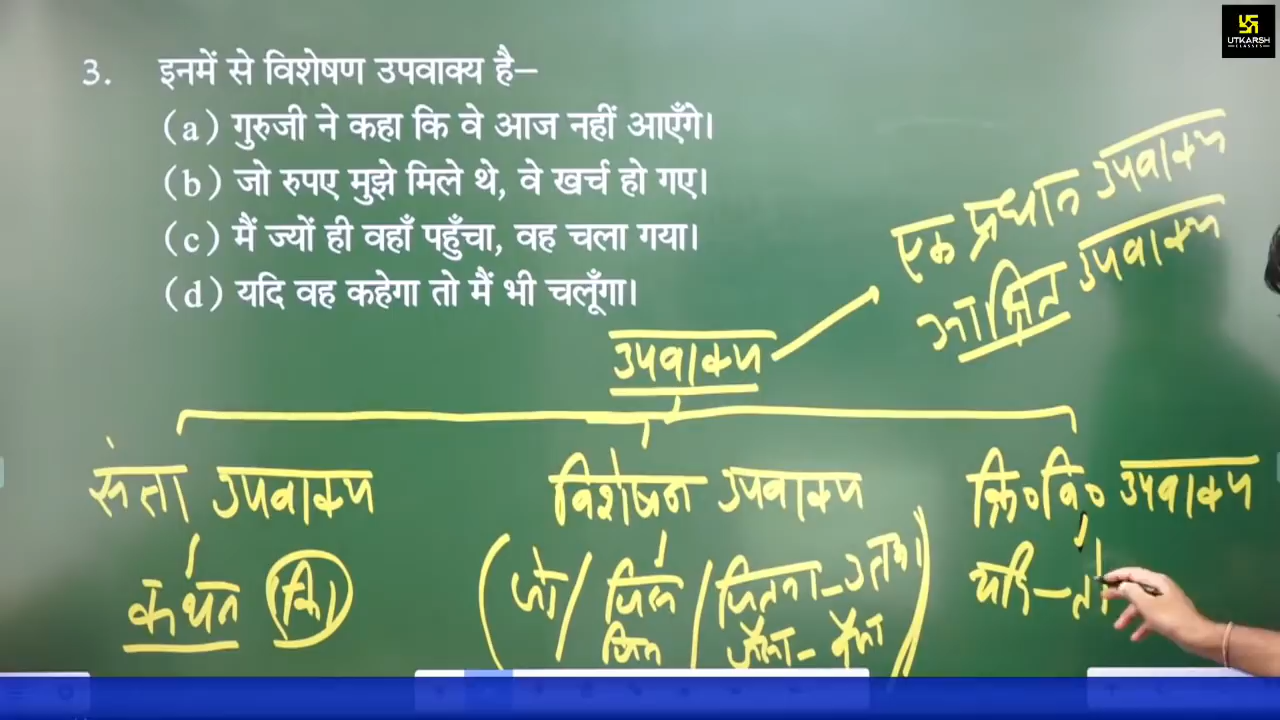 UTKARSH
CLASSES
3. इनमें से विशेषण उपवाक्य है–
(a) गुरुजी ने कहा कि वे आज नहीं आएँगे।
(b) जो रुपए मुझे मिले थे, वे खर्च हो गए।
(c) मैं ज्यों ही वहाँ पहुँचा, वह चला गया।
(d) यदि वह कहेगा तो मैं भी चलूँगा।
एक प्रधान उपवाक्य
आश्रित उपवाक्य
उपवाक्य
संज्ञा उपवाक्य विशेषण उपवाक्य क्रि०वि० उपवाक्य
कथन (कि) (जो / जिस / जितना – उतना) यदि – तो
जिन / जैसा – वैसा